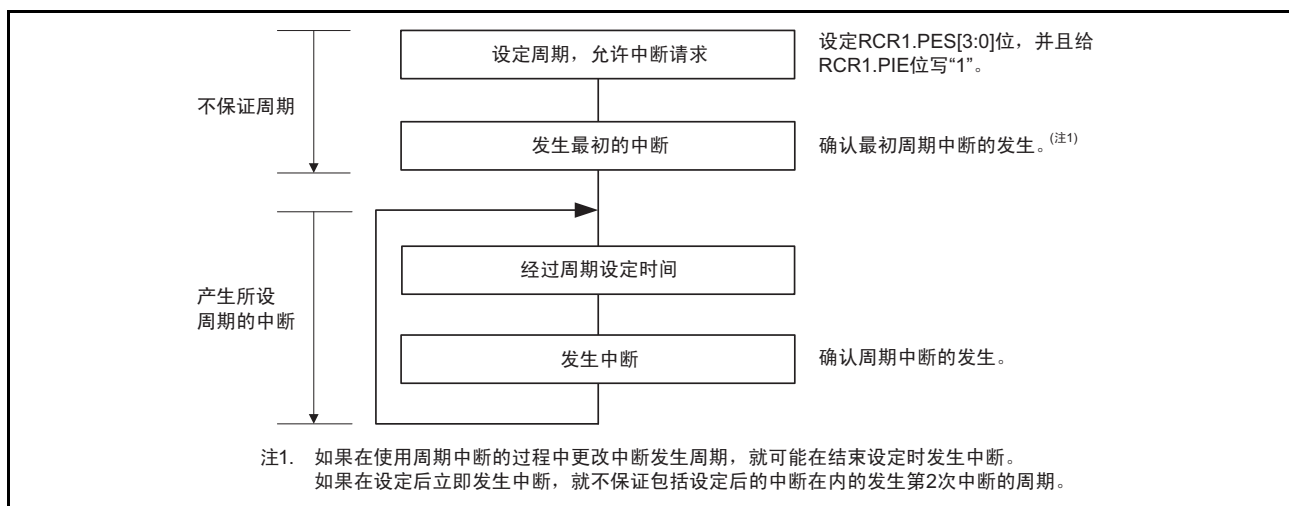 设定周期，允许中断请求
设定RCR1.PES[3:0]位，并且给
RCR1.PIE位写“1”。
不保证周期
发生最初的中断
确认最初周期中断的发生。(注1)
经过周期设定时间
产生所设
周期的中断
发生中断
确认周期中断的发生。
注1. 如果在使用周期中断的过程中更改中断发生周期，就可能在结束设定时发生中断。
如果在设定后立即发生中断，就不保证包括设定后的中断在内的发生第2次中断的周期。